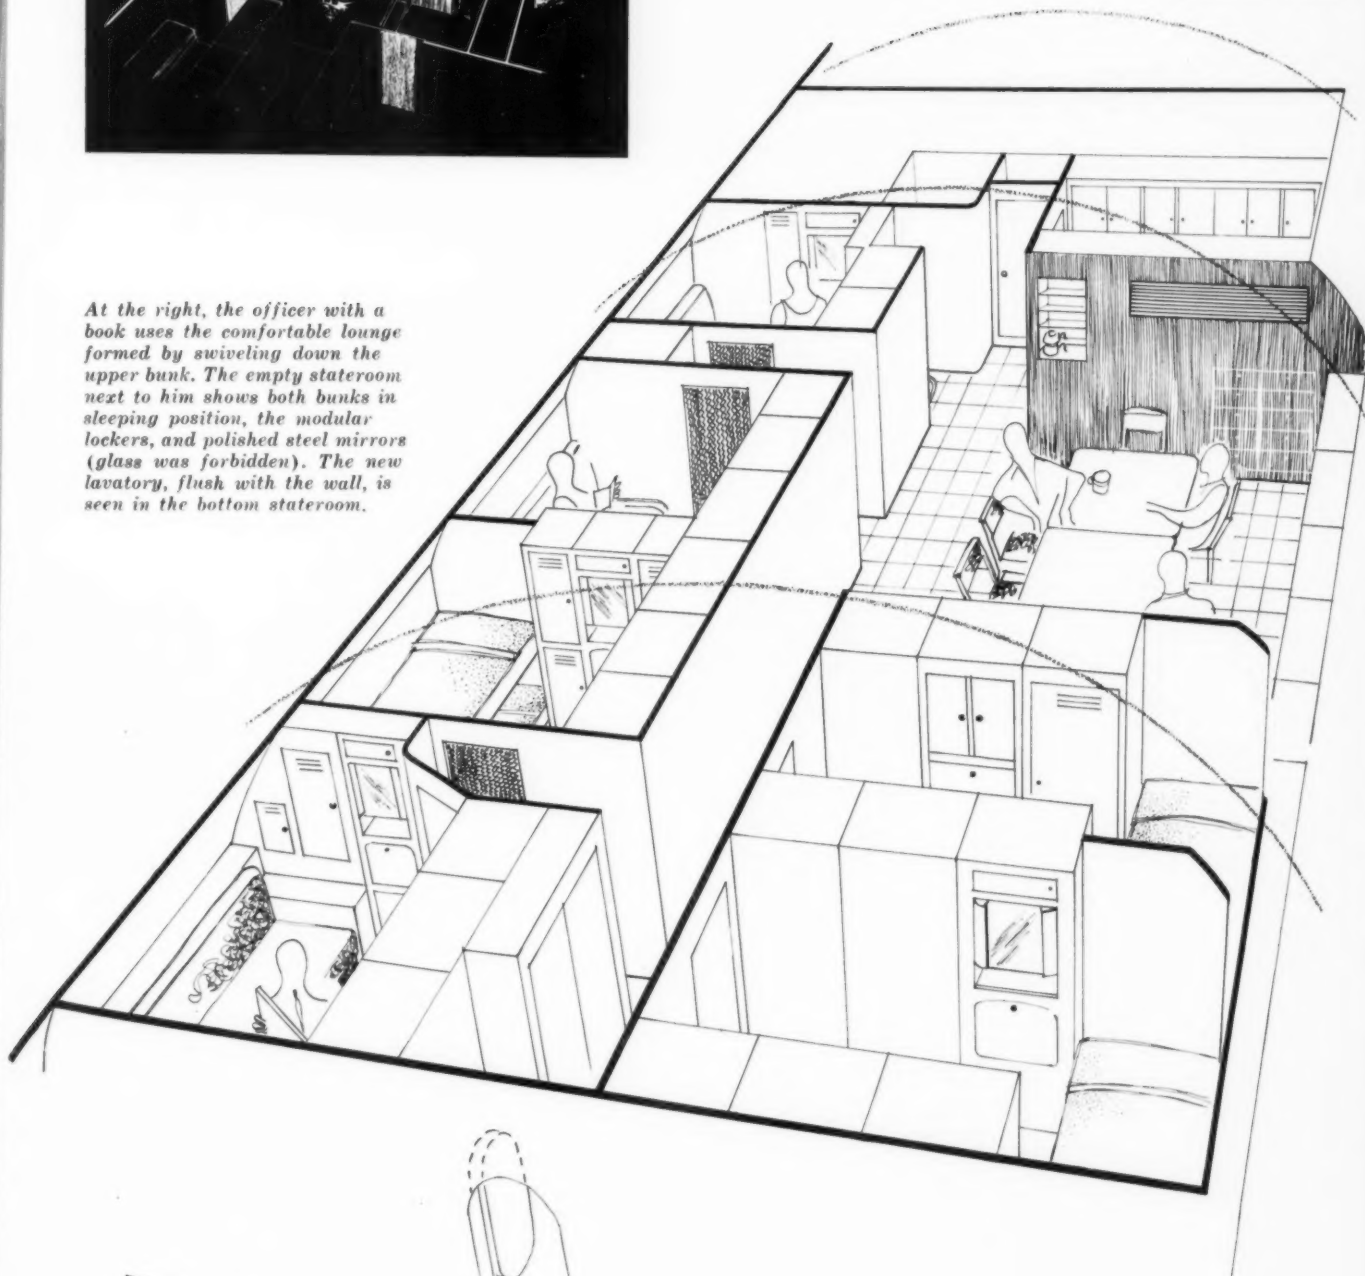 At the right, the officer with a
book uses the comfortable lounge
formed by swiveling down the
upper bunk. The empty stateroom
next to him shows both bunks in
sleeping position, the modular
lockers, and polished steel mirrors
(glass was forbidden). The new
lavatory, flush with the wall, is
seen in the bottom stateroom.